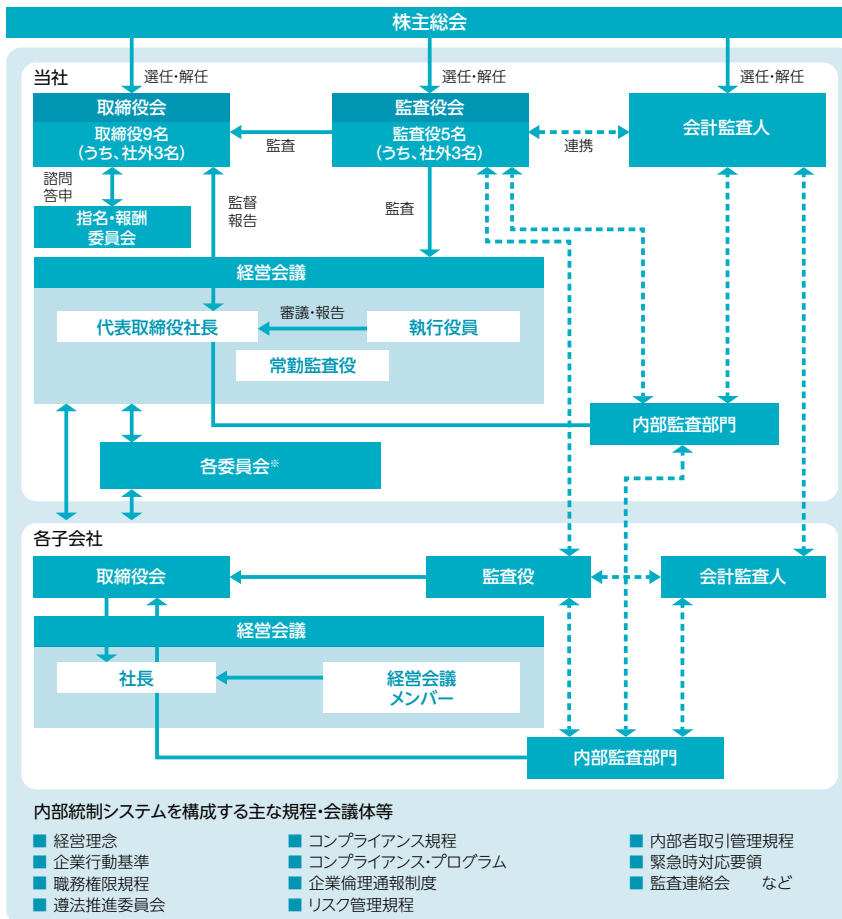 株主総会
当社
選任・解任
選任・解任
選任・解任
取締役会
取締役9名
(うち、社外3名)
監査
監査役会
監査役5名
(うち、社外3名)
連携
会計監査人
諮問
答申
指名・報酬
委員会
監督
報告
監査
経営会議
代表取締役社長
審議・報告
執行役員
常勤監査役
内部監査部門
各委員会※
各子会社
取締役会
監査役
会計監査人
経営会議
社長
経営会議
メンバー
内部監査部門
内部統制システムを構成する主な規程・会議体等
■ 経営理念
■ 企業行動基準
■ 職務権限規程
■ 遵法推進委員会
■ コンプライアンス規程
■ コンプライアンス・プログラム
■ 企業倫理通報制度
■ リスク管理規程
■ 内部者取引管理規程
■ 緊急時対応要領
■ 監査連絡会 など